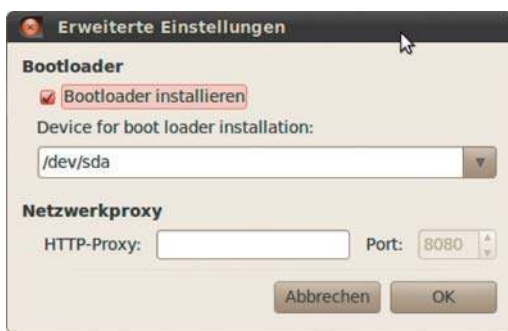 Erweiterte Einstellungen
Bootloader
Bootloader installieren
Device for boot loader installation:
/dev/sda
Netzwerkproxy
HTTP-Proxy: Port: 8080
Abbrechen OK